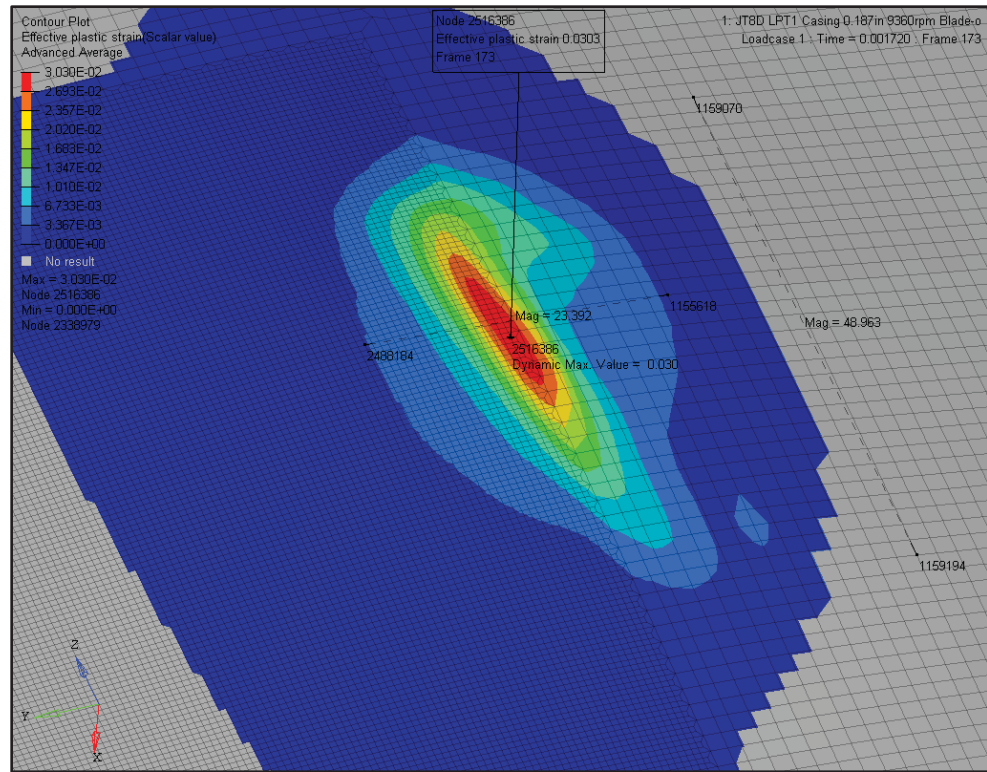 Contour Plot
Effective plastic strain(Scalar value)
Advanced Average
3.030E-02
2.693E-02
2.357E-02
2.020E-02
1.683E-02
1.347E-02
1.010E-02
6.733E-03
3.367E-03
0.000E+00
No result
Max = 3.030E-02
Node 2516386
Min = 0.000E+00
Node 2338979
Node 2516386
Effective plastic strain 0.0303
Frame 173
1: JT8D LPT1 Casing 0.187in 9360rpm Blade-o
Loadcase 1 : Time = 0.001720 : Frame 173
1159070
1155618
Mag = 23.392
Mag = 48.963
2488184
2516386
Dynamic Max. Value = 0.030
1159194
Z
Y
X